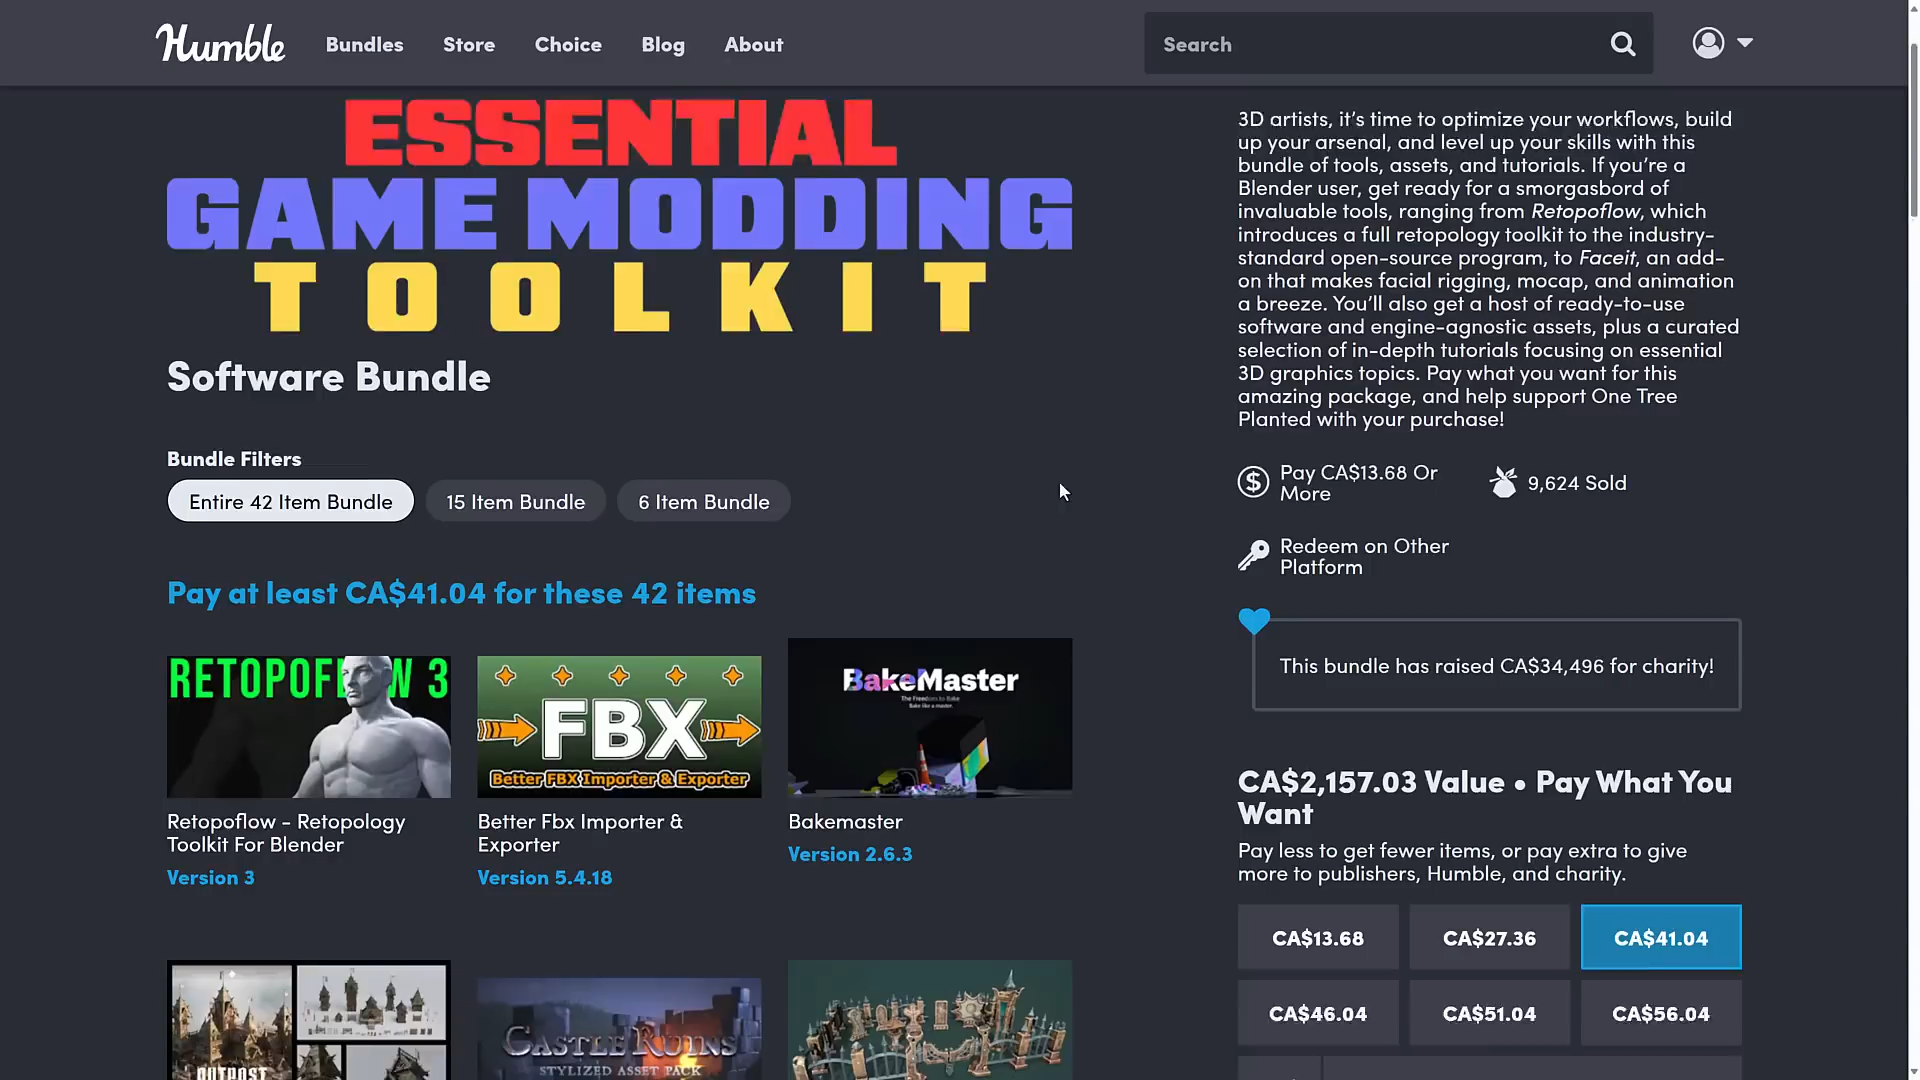 Humble
Bundles
Store
Choice
Blog
About
Search
ESSENTIAL
GAME MODDING
TOOLKIT
Software Bundle
Bundle Filters
Entire 42 Item Bundle
15 Item Bundle
6 Item Bundle
Pay at least CA$41.04 for these 42 items
RETOPOFLOW 3
Retopoflow - Retopology
Toolkit For Blender
Version 3
FBX
Better FBX Importer & Exporter
Better Fbx Importer &
Exporter
Version 5.4.18
BakeMaster
The Freedom to Bake
Bake like a master.
Bakemaster
Version 2.6.3
OUTPOST
CASTLE RUINS
STYLIZED ASSET PACK
3D artists, it’s time to optimize your workflows, build
up your arsenal, and level up your skills with this
bundle of tools, assets, and tutorials. If you’re a
Blender user, get ready for a smorgasbord of
invaluable tools, ranging from Retopoflow, which
introduces a full retopology toolkit to the industry-
standard open-source program, to Faceit, an add-
on that makes facial rigging, mocap, and animation
a breeze. You’ll also get a host of ready-to-use
software and engine-agnostic assets, plus a curated
selection of in-depth tutorials focusing on essential
3D graphics topics. Pay what you want for this
amazing package, and help support One Tree
Planted with your purchase!
Pay CA$13.68 Or
More
9,624 Sold
Redeem on Other
Platform
This bundle has raised CA$34,496 for charity!
CA$2,157.03 Value • Pay What You
Want
Pay less to get fewer items, or pay extra to give
more to publishers, Humble, and charity.
CA$13.68
CA$27.36
CA$41.04
CA$46.04
CA$51.04
CA$56.04